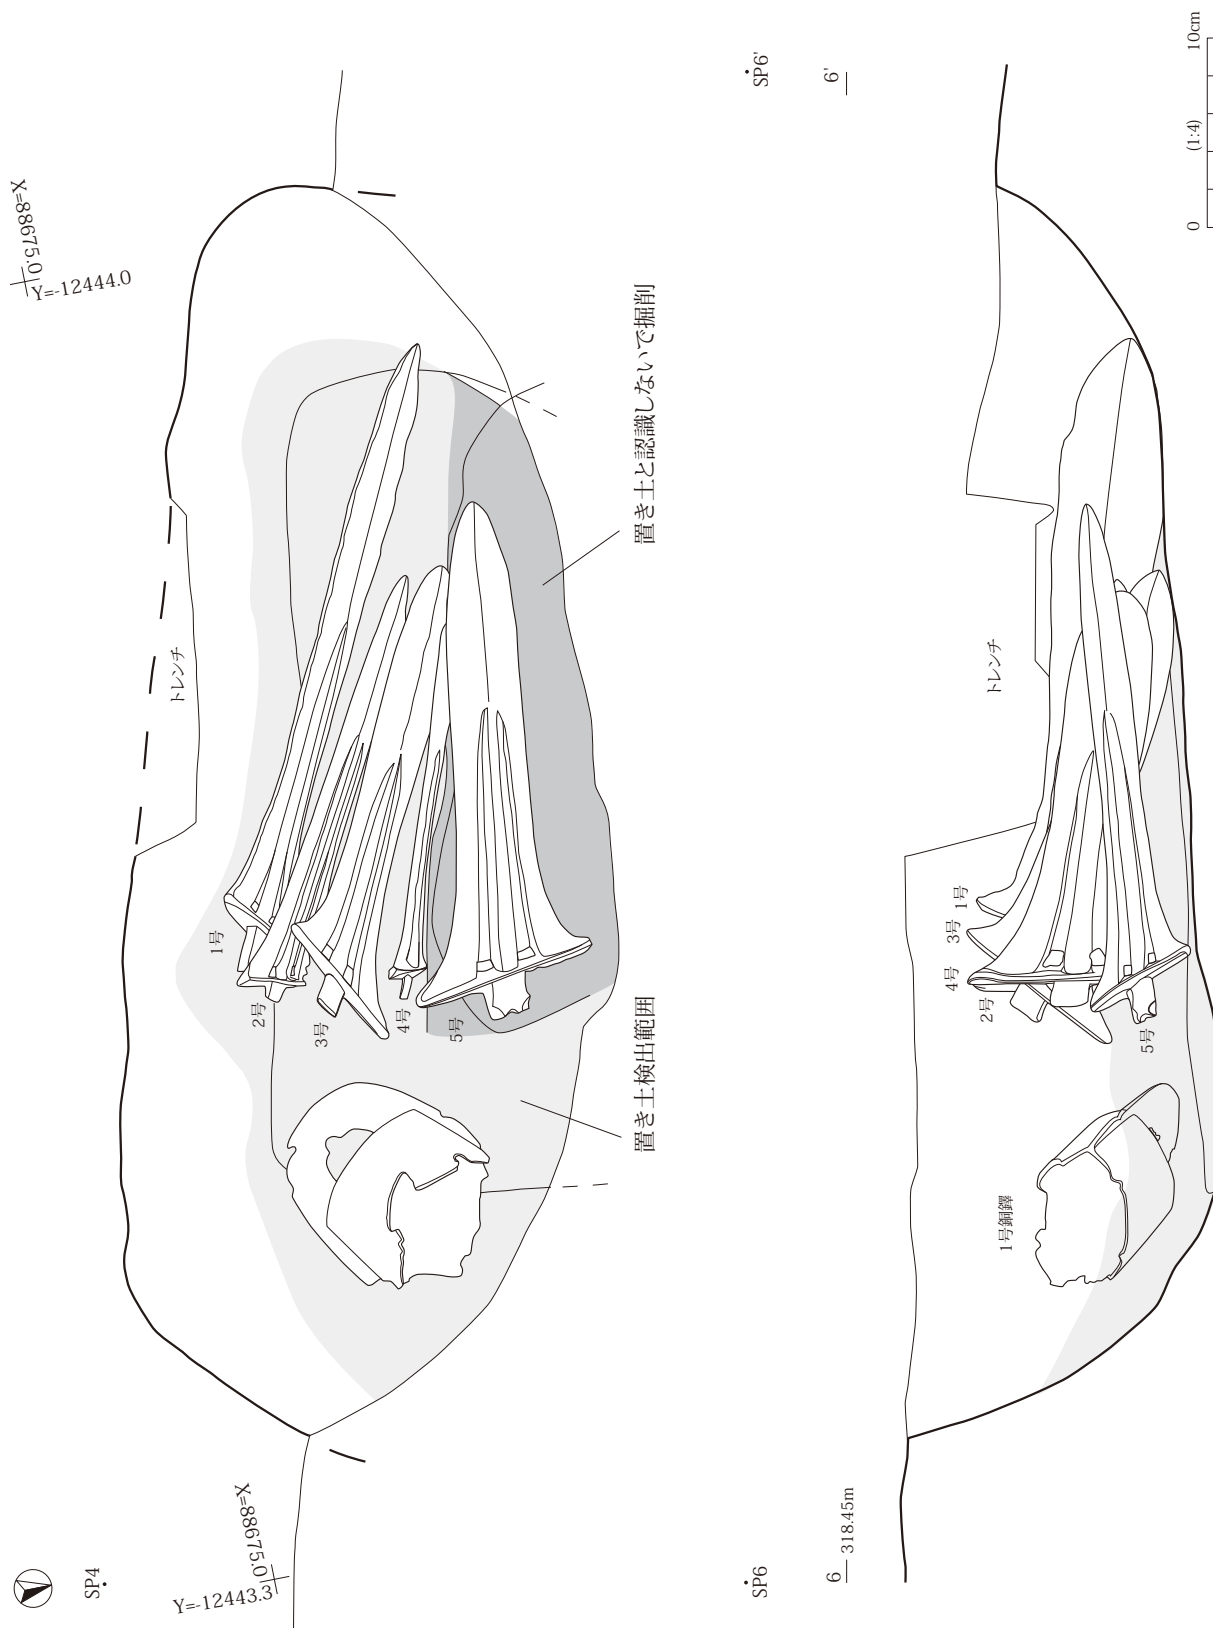 SP4
X=88675.0
Y=-12443.3
X=88675.0
Y=-12444.0
トレンチ
1号
2号
3号
4号
5号
置き土検出範囲
置き土と認識しないで掘削
SP6
SP6'
6
318.45m
6'
トレンチ
1号
3号
4号
2号
5号
1号銅鐸
0
(1:4)
10cm